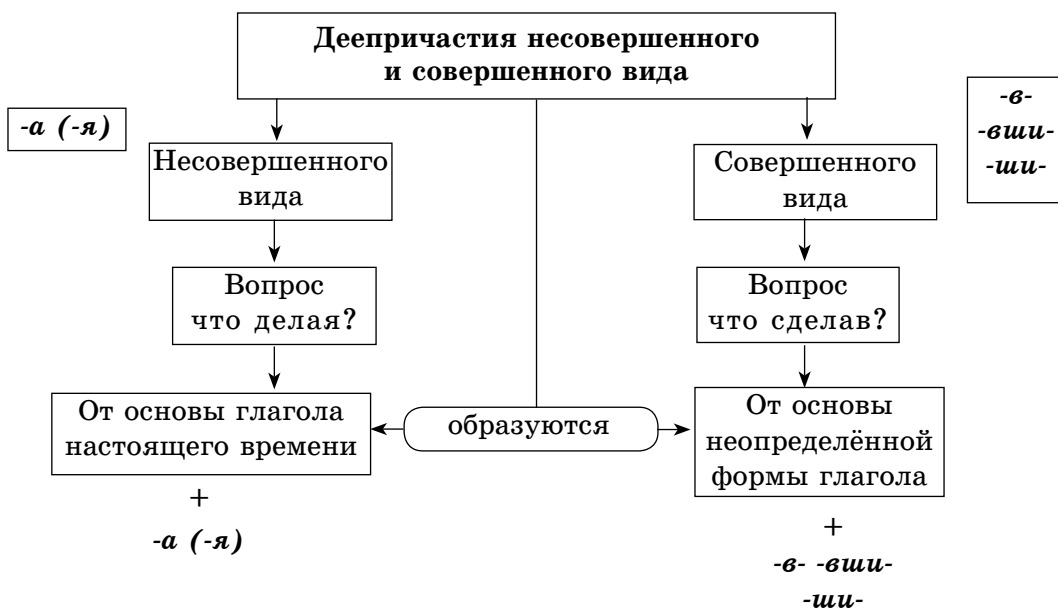 Деепричастия несовершенного
и совершенного вида
-а (-я)
-в-
-вши-
-ши-
Несовершенного
вида
Совершенного
вида
Вопрос
что делая?
Вопрос
что сделав?
От основы глагола
настоящего времени
образуются
От основы
неопределённой
формы глагола
+
-а (-я)
+
-в- -вши-
-ши-